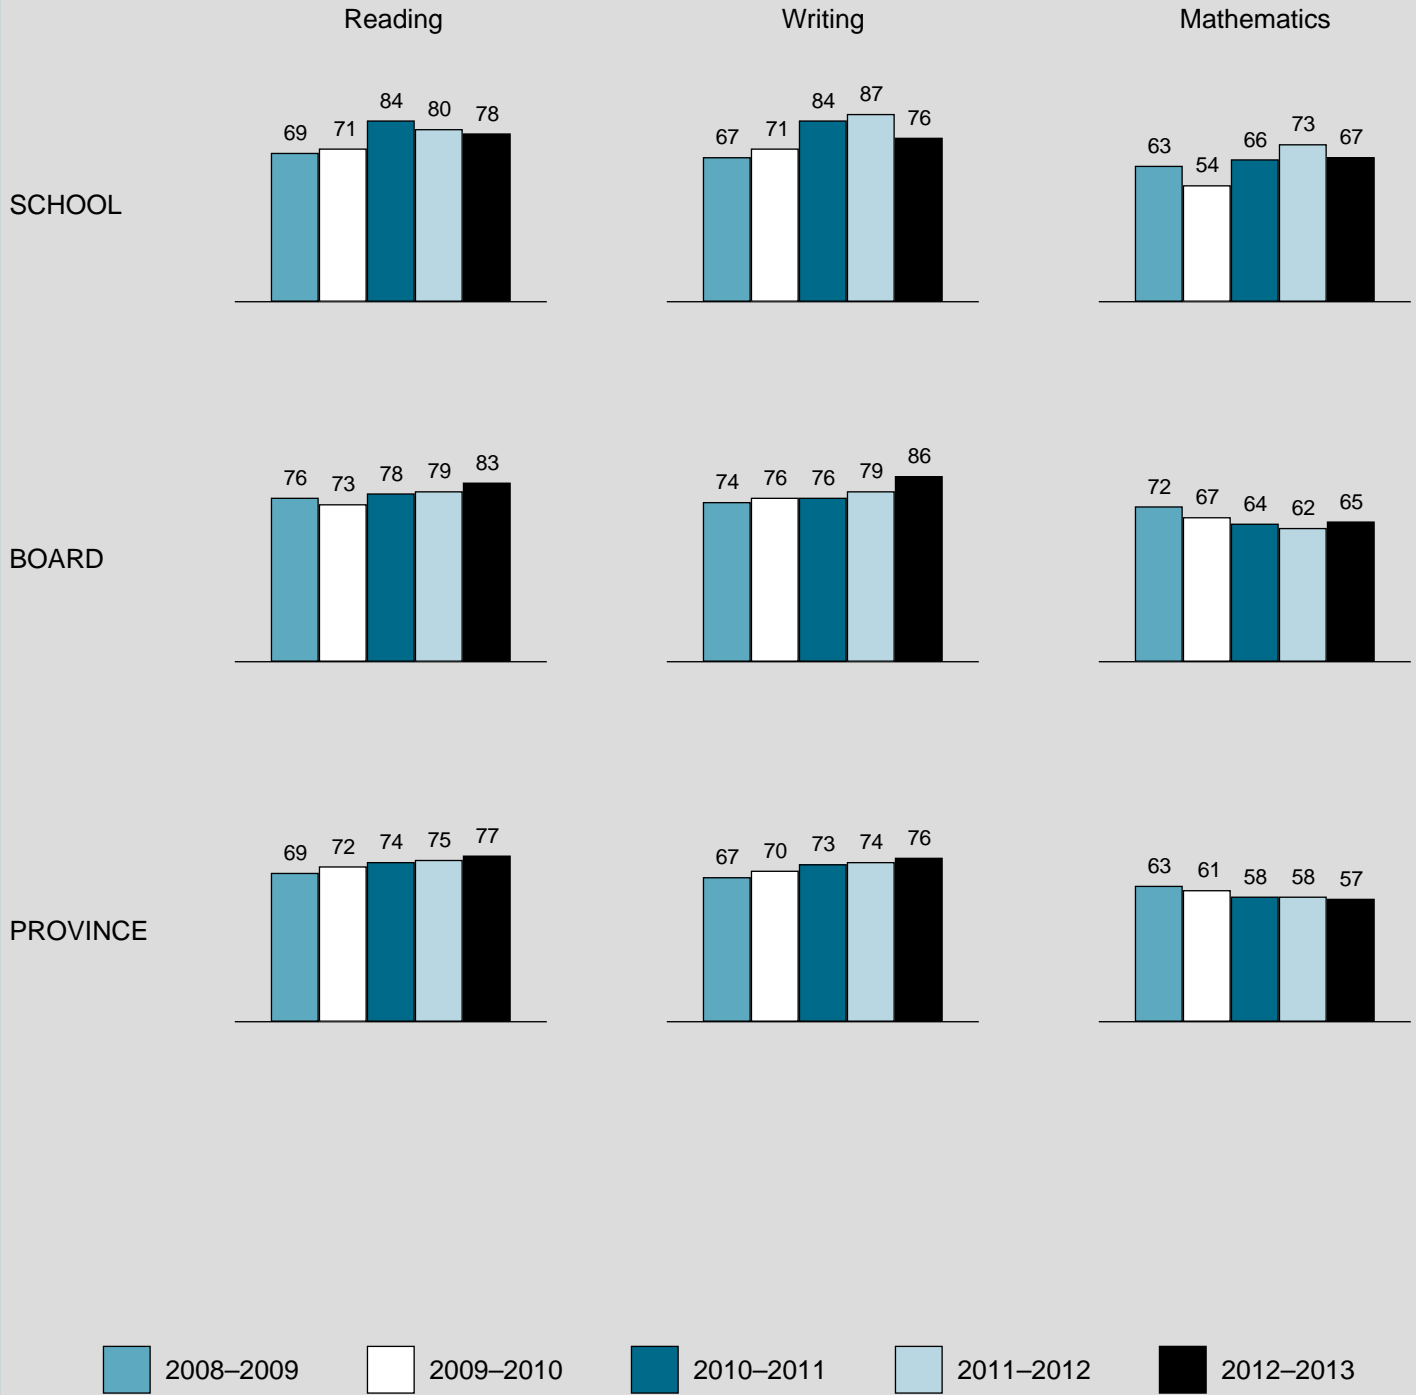 Reading Writing Mathematics
SCHOOL
69 71 84 80 78
67 71 84 87 76
63 54 66 73 67
BOARD
76 73 78 79 83
74 76 76 79 86
72 67 64 62 65
PROVINCE
69 72 74 75 77
67 70 73 74 76
63 61 58 58 57
2008–2009 2009–2010 2010–2011 2011–2012 2012–2013